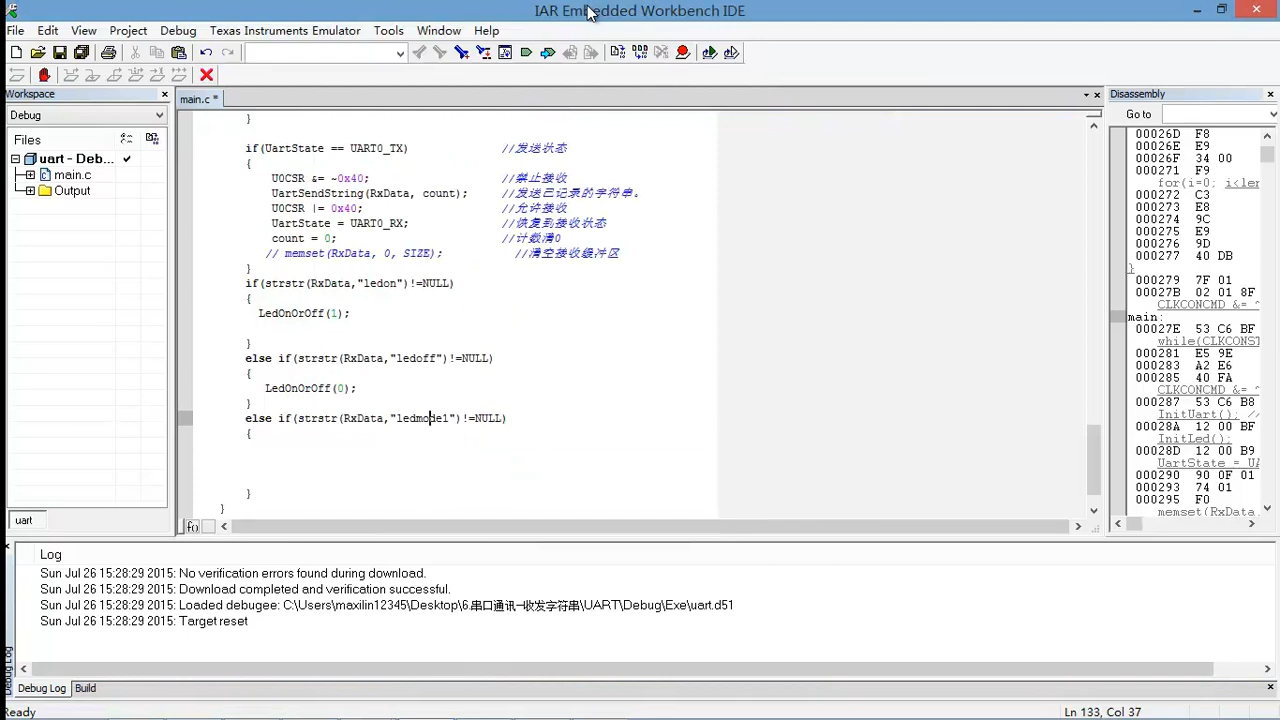 IAR Embedded Workbench IDE
File Edit View Project Debug Texas Instruments Emulator Tools Window Help
Workspace
main.c *
Disassembly
Debug
Go to
Files
uart - Deb...
main.c
Output
uart
}
if(UartState == UART0_TX) //发送状态
{
U0CSR &= ~0x40; //禁止接收
UartSendString(RxData, count); //发送已记录的字符串。
U0CSR |= 0x40; //允许接收
UartState = UART0_RX; //恢复到接收状态
count = 0; //计数清0
// memset(RxData, 0, SIZE); //清空接收缓冲区
}
if(strstr(RxData,"ledon")!=NULL)
{
LedOnOrOff(1);
}
else if(strstr(RxData,"ledoff")!=NULL)
{
LedOnOrOff(0);
}
else if(strstr(RxData,"ledmode1")!=NULL)
{
}
}
00026D F8
00026E E9
00026F 34 00
000271 F9
for(i=0; i<len
000272 C3
000273 E8
000274 9C
000275 E9
000276 9D
000277 40 DB
}
000279 7F 01
00027B 02 01 8F
CLKCONCMD &= ~
main:
00027E 53 C6 BF
while(CLKCONST
000281 E5 9E
000283 A2 E6
000285 40 FA
CLKCONCMD &= ~
000287 53 C6 B8
InitUart(); //
00028A 12 00 BF
InitLed();
00028D 12 00 B9
UartState = UA
000290 90 0F 01
000293 74 01
000295 F0
memset(RxData,
f()
Log
Sun Jul 26 15:28:29 2015: No verification errors found during download.
Sun Jul 26 15:28:29 2015: Download completed and verification successful.
Sun Jul 26 15:28:29 2015: Loaded debugee: C:\Users\maxilin12345\Desktop\6.串口通讯-收发字符串\UART\Debug\Exe\uart.d51
Sun Jul 26 15:28:29 2015: Target reset
Debug Log
Debug Log Build
Ready
Ln 133, Col 37